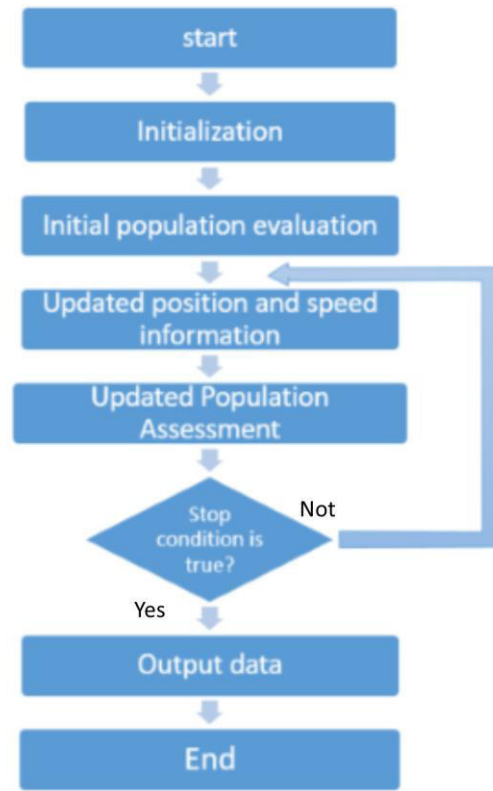 start
Initialization
Initial population evaluation
Updated position and speed
information
Updated Population
Assessment
Stop
condition is
true?
Not
Yes
Output data
End